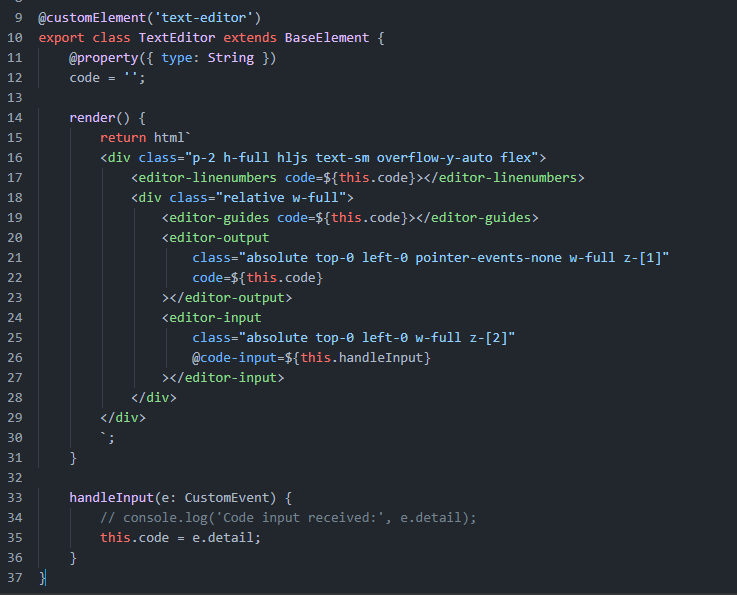 9 @customElement('text-editor')
10 export class TextEditor extends BaseElement {
11     @property({ type: String })
12     code = '';
13
14     render() {
15         return html`
16         <div class="p-2 h-full hljs text-sm overflow-y-auto flex">
17             <editor-linenumbers code=${this.code}></editor-linenumbers>
18             <div class="relative w-full">
19                 <editor-guides code=${this.code}></editor-guides>
20                 <editor-output
21                     class="absolute top-0 left-0 pointer-events-none w-full z-[1]"
22                     code=${this.code}
23                 ></editor-output>
24                 <editor-input
25                     class="absolute top-0 left-0 w-full z-[2]"
26                     @code-input=${this.handleInput}
27                 ></editor-input>
28             </div>
29         </div>
30         `;
31     }
32
33     handleInput(e: CustomEvent) {
34         // console.log('Code input received:', e.detail);
35         this.code = e.detail;
36     }
37 }